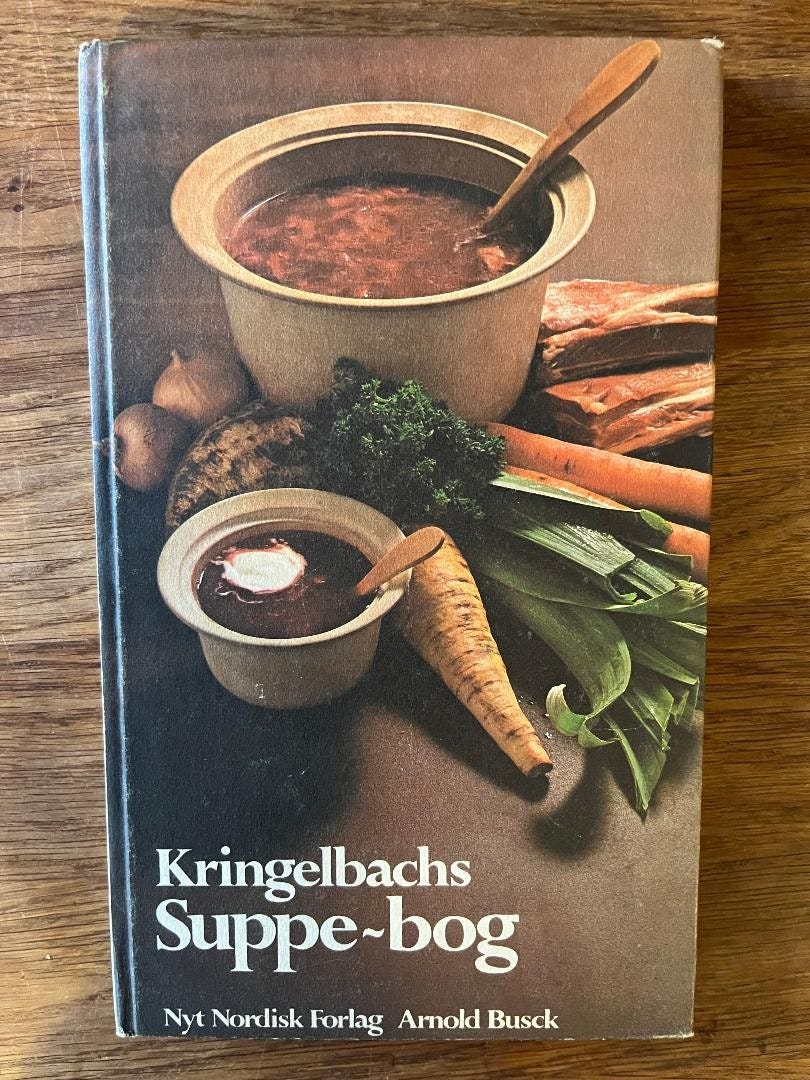 Kringelbachs
Suppe~bog
Nyt Nordisk Forlag Arnold Busck